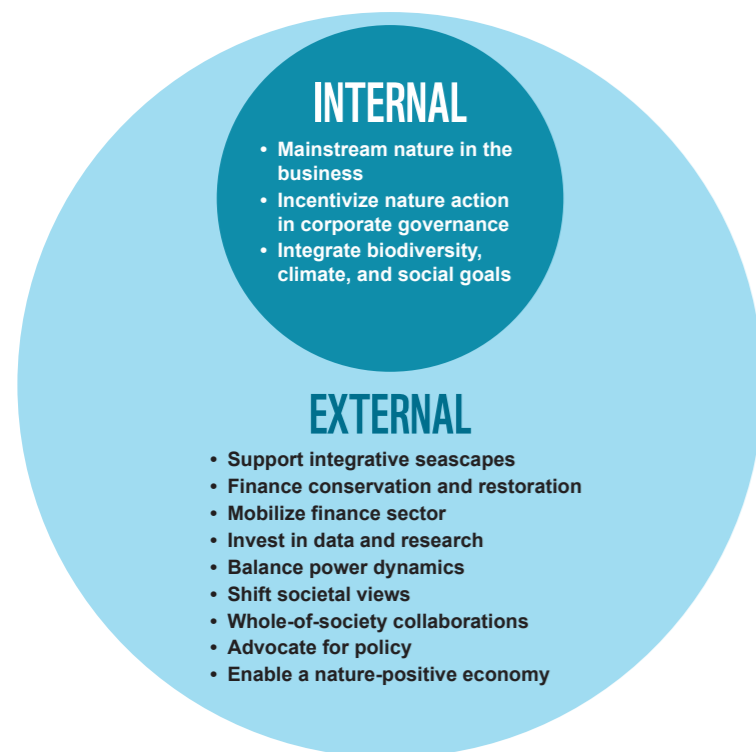 INTERNAL
• Mainstream nature in the
business
• Incentivize nature action
in corporate governance
• Integrate biodiversity,
climate, and social goals
EXTERNAL
• Support integrative seascapes
• Finance conservation and restoration
• Mobilize finance sector
• Invest in data and research
• Balance power dynamics
• Shift societal views
• Whole-of-society collaborations
• Advocate for policy
• Enable a nature-positive economy